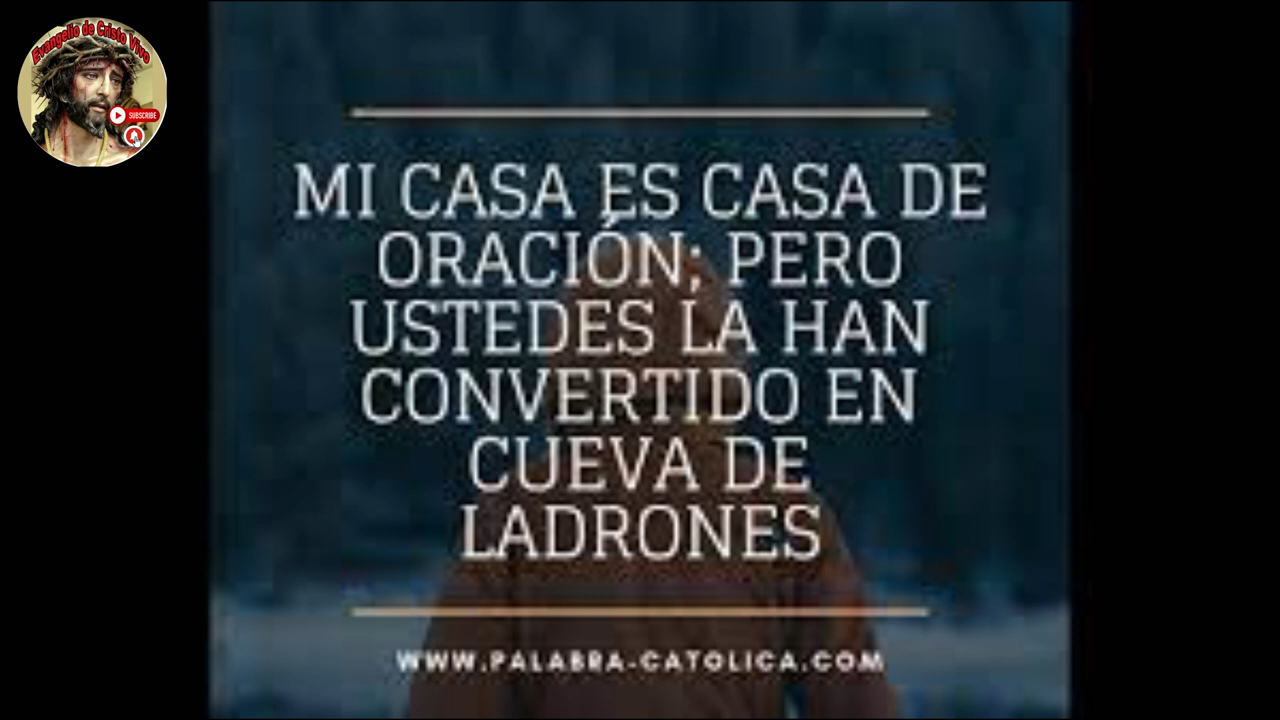 Evangelio de Cristo Vivo
SUBSCRIBE
MI CASA ES CASA DE
ORACIÓN; PERO
USTEDES LA HAN
CONVERTIDO EN
CUEVA DE
LADRONES
WWW.PALABRA-CATOLICA.COM